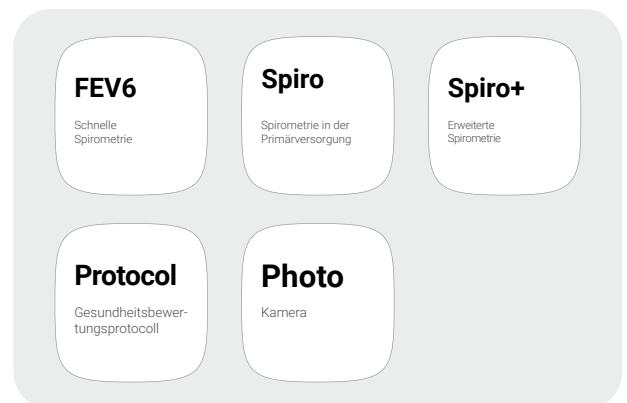 FEV6
Schnelle
Spirometrie
Spiro
Spirometrie in der
Primärversorgung
Spiro+
Erweiterte
Spirometrie
Protocol
Gesundheitsbewer-
tungsprotocoll
Photo
Kamera